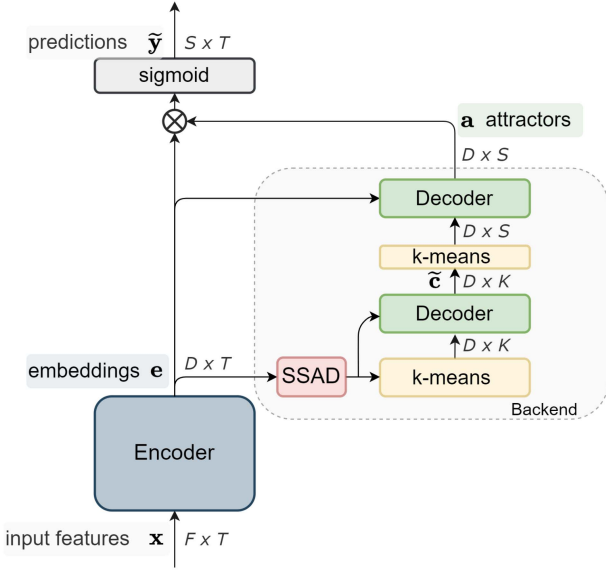 predictions ỹ S x T
sigmoid
⊗
a attractors
D x S
Decoder
D x S
k-means
c̃ D x K
Decoder
D x K
embeddings e D x T
SSAD
k-means
Backend
Encoder
input features x F x T